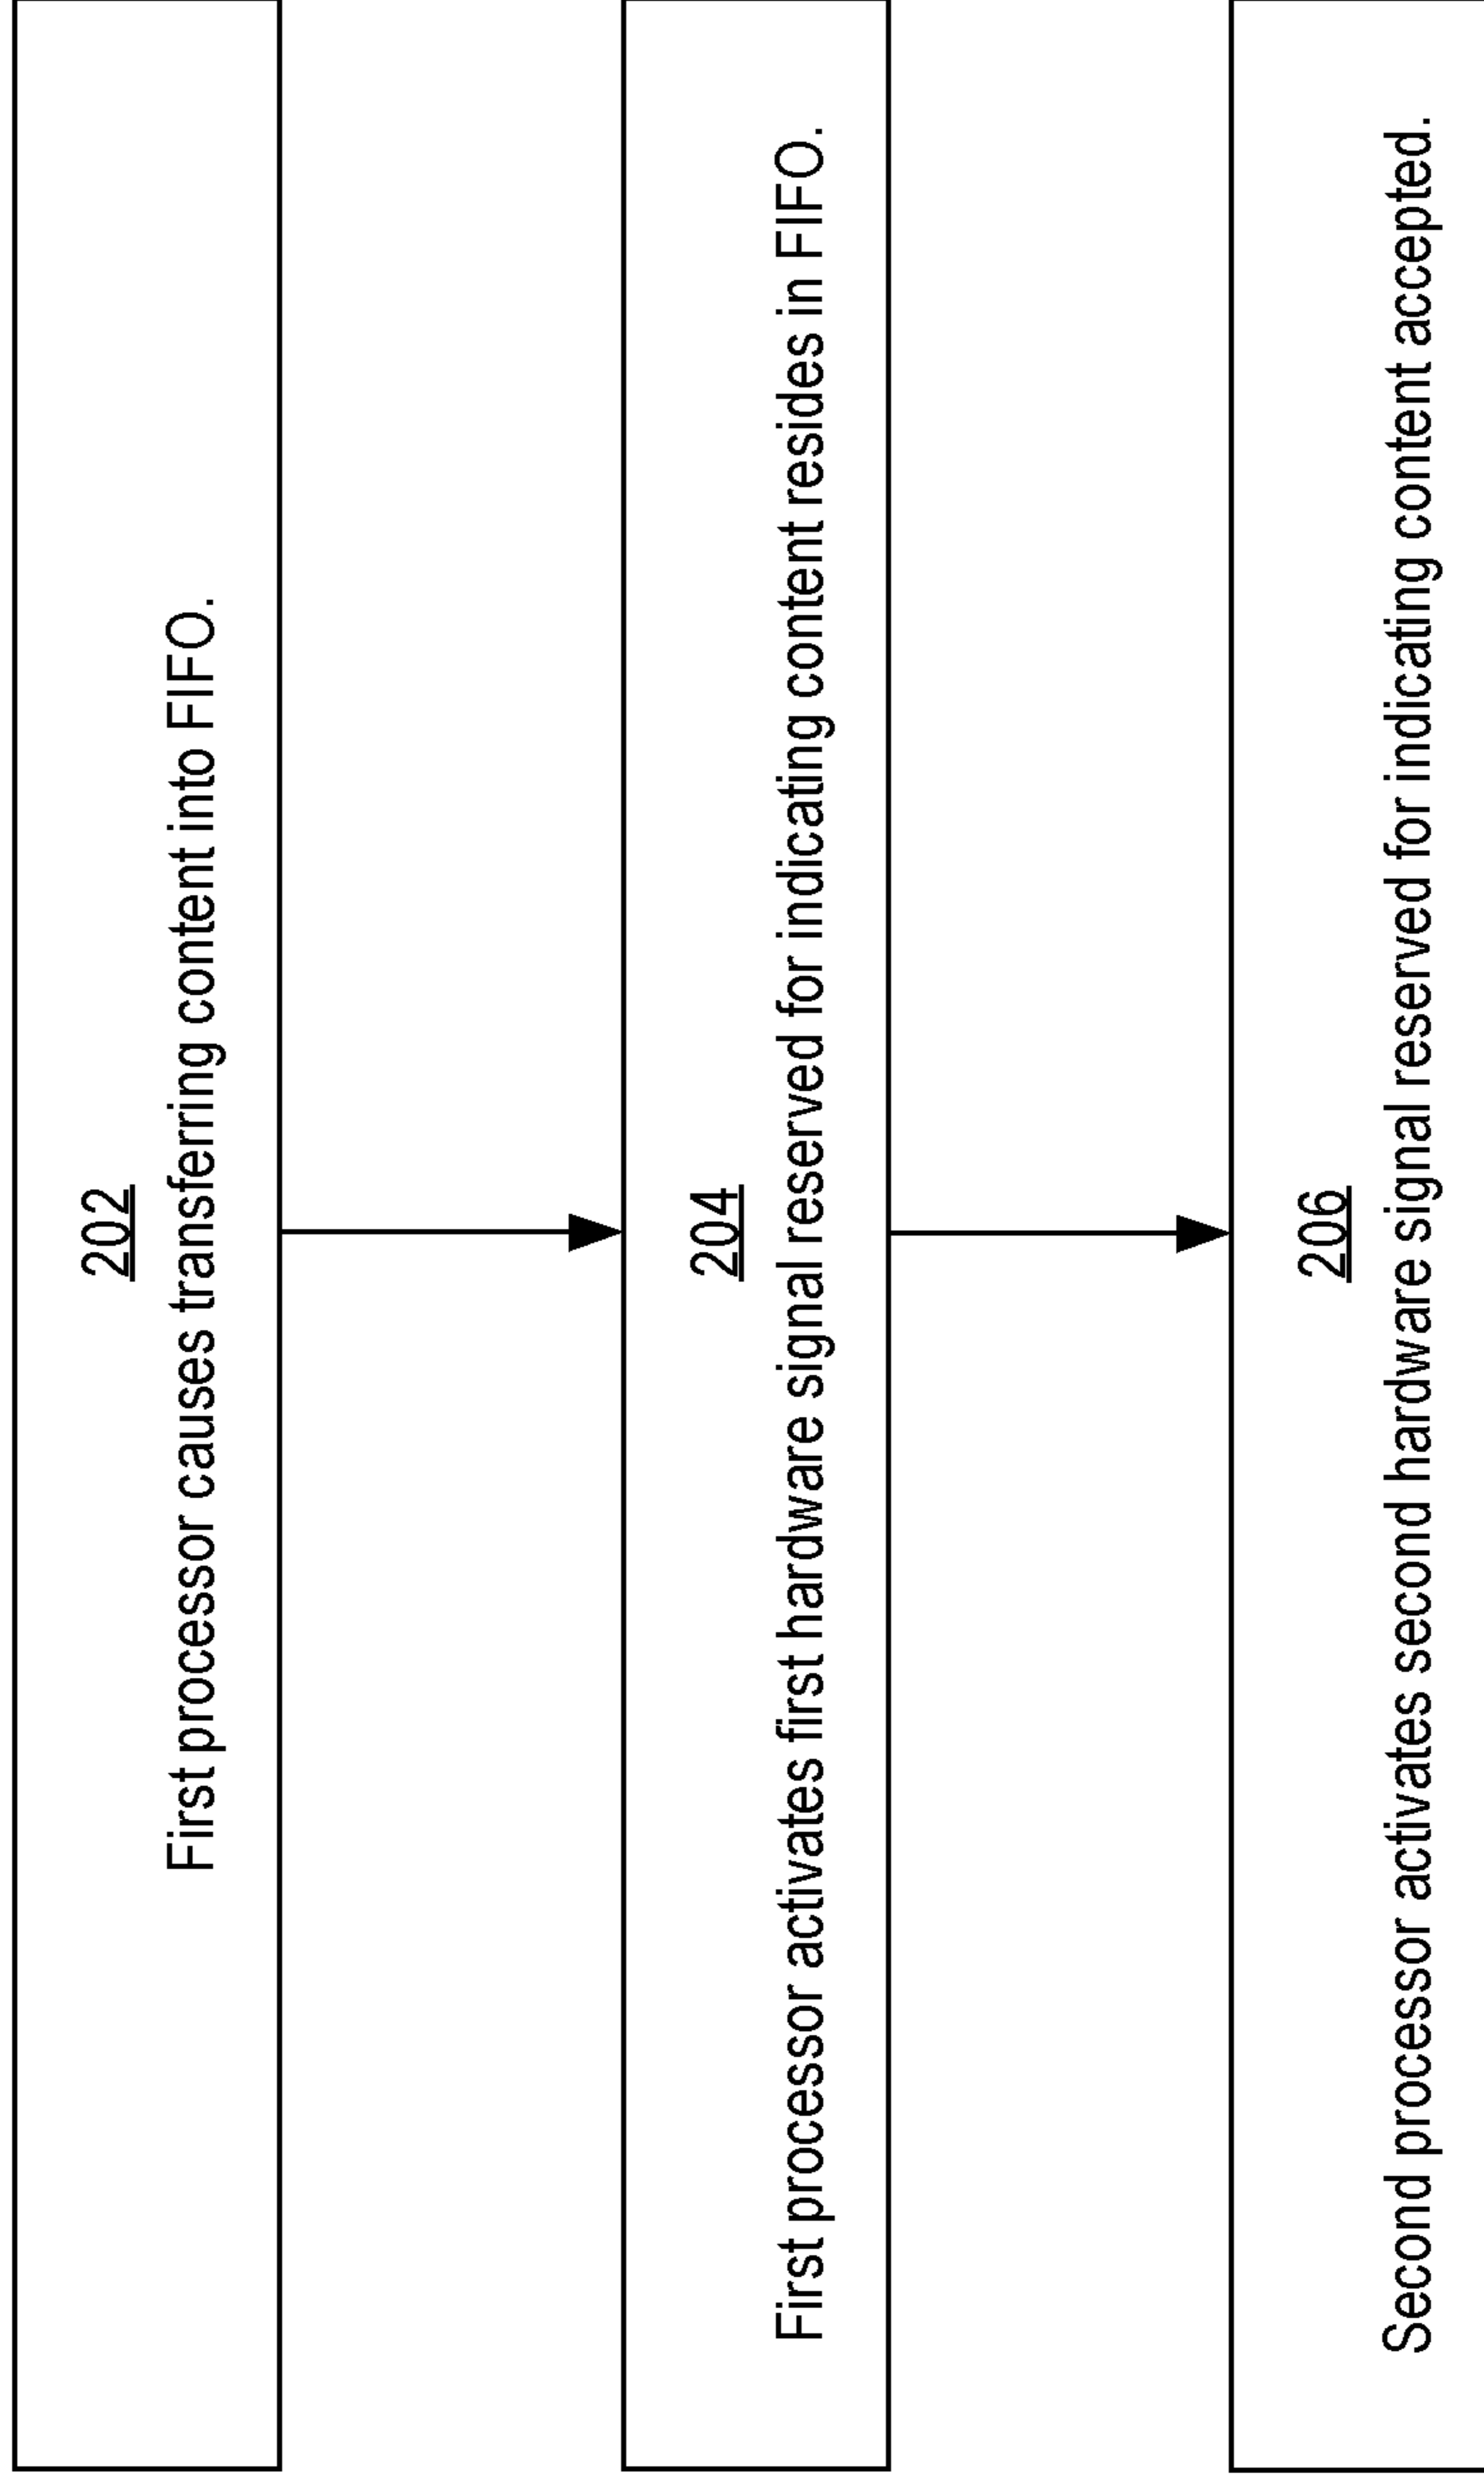 202
First processor causes transferring content into FIFO.
204
First processor activates first hardware signal reserved for indicating content resides in FIFO.
206
Second processor activates second hardware signal reserved for indicating content accepted.